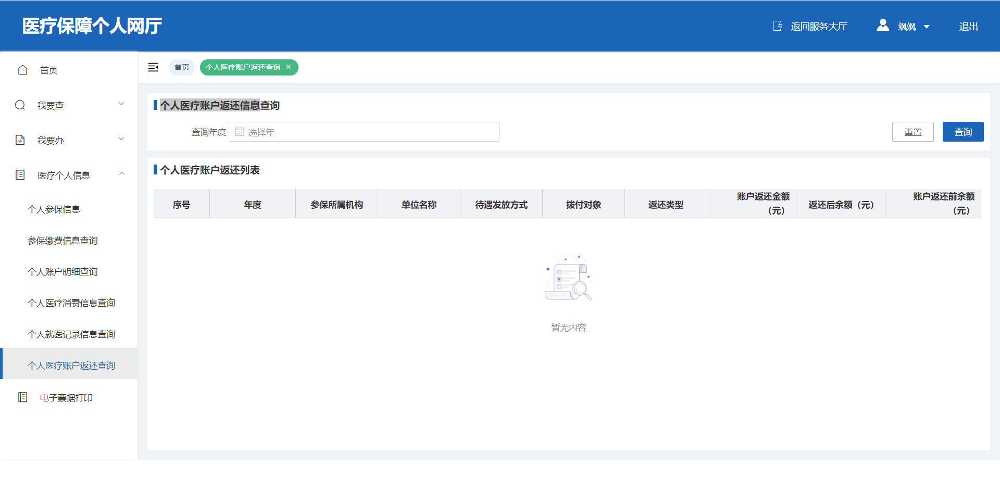 医疗保障个人网厅
返回服务大厅
飒飒
退出
首页
我要查
我要办
医疗个人信息
个人参保信息
参保缴费信息查询
个人账户明细查询
个人医疗消费信息查询
个人就医记录信息查询
个人医疗账户返还查询
电子票据打印
首页
个人医疗账户返还查询 ×
个人医疗账户返还信息查询
查询年度
选择年
重置
查询
个人医疗账户返还列表
序号
年度
参保所属机构
单位名称
待遇发放方式
拨付对象
返还类型
账户返还金额
（元）
返还后余额（元）
账户返还前余额
（元）
暂无内容